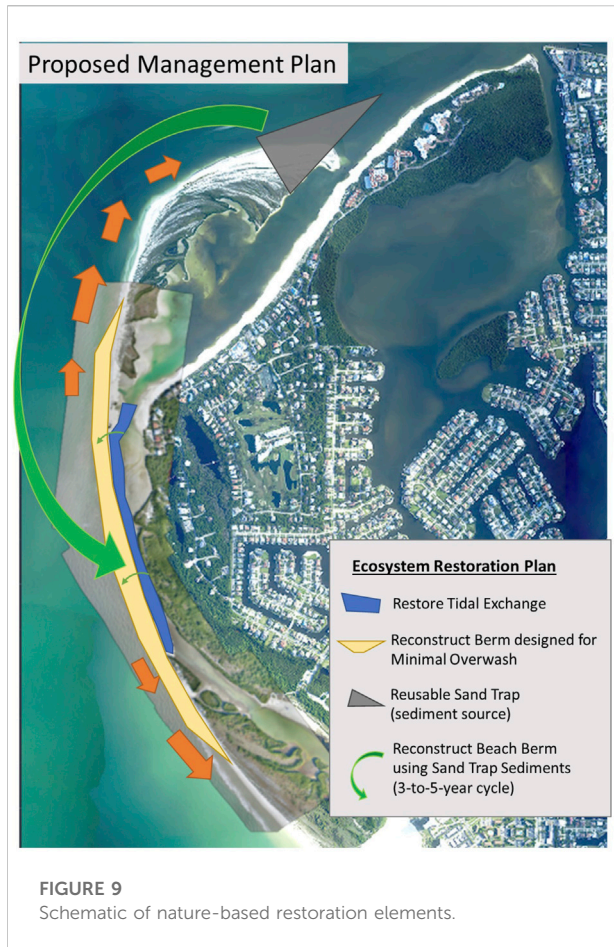 Proposed Management Plan
Ecosystem Restoration Plan
Restore Tidal Exchange
Reconstruct Berm designed for
Minimal Overwash
Reusable Sand Trap
(sediment source)
Reconstruct Beach Berm
using Sand Trap Sediments
(3-to-5-year cycle)
FIGURE 9
Schematic of nature-based restoration elements.